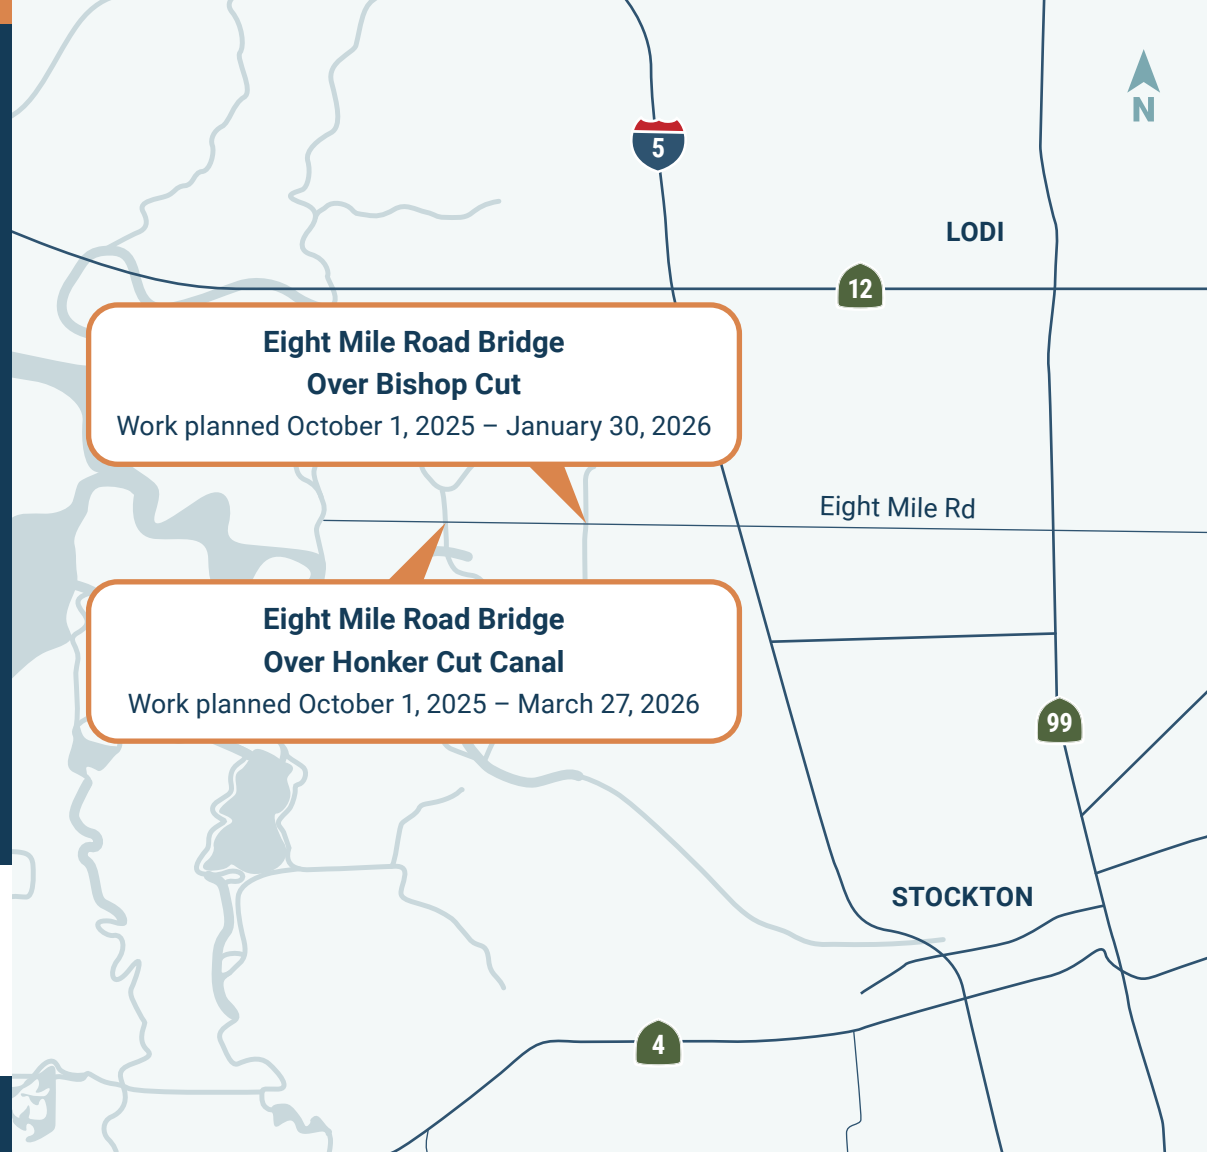 N
5
LODI
12
Eight Mile Road Bridge
Over Bishop Cut
Work planned October 1, 2025 – January 30, 2026
Eight Mile Rd
Eight Mile Road Bridge
Over Honker Cut Canal
Work planned October 1, 2025 – March 27, 2026
99
STOCKTON
4